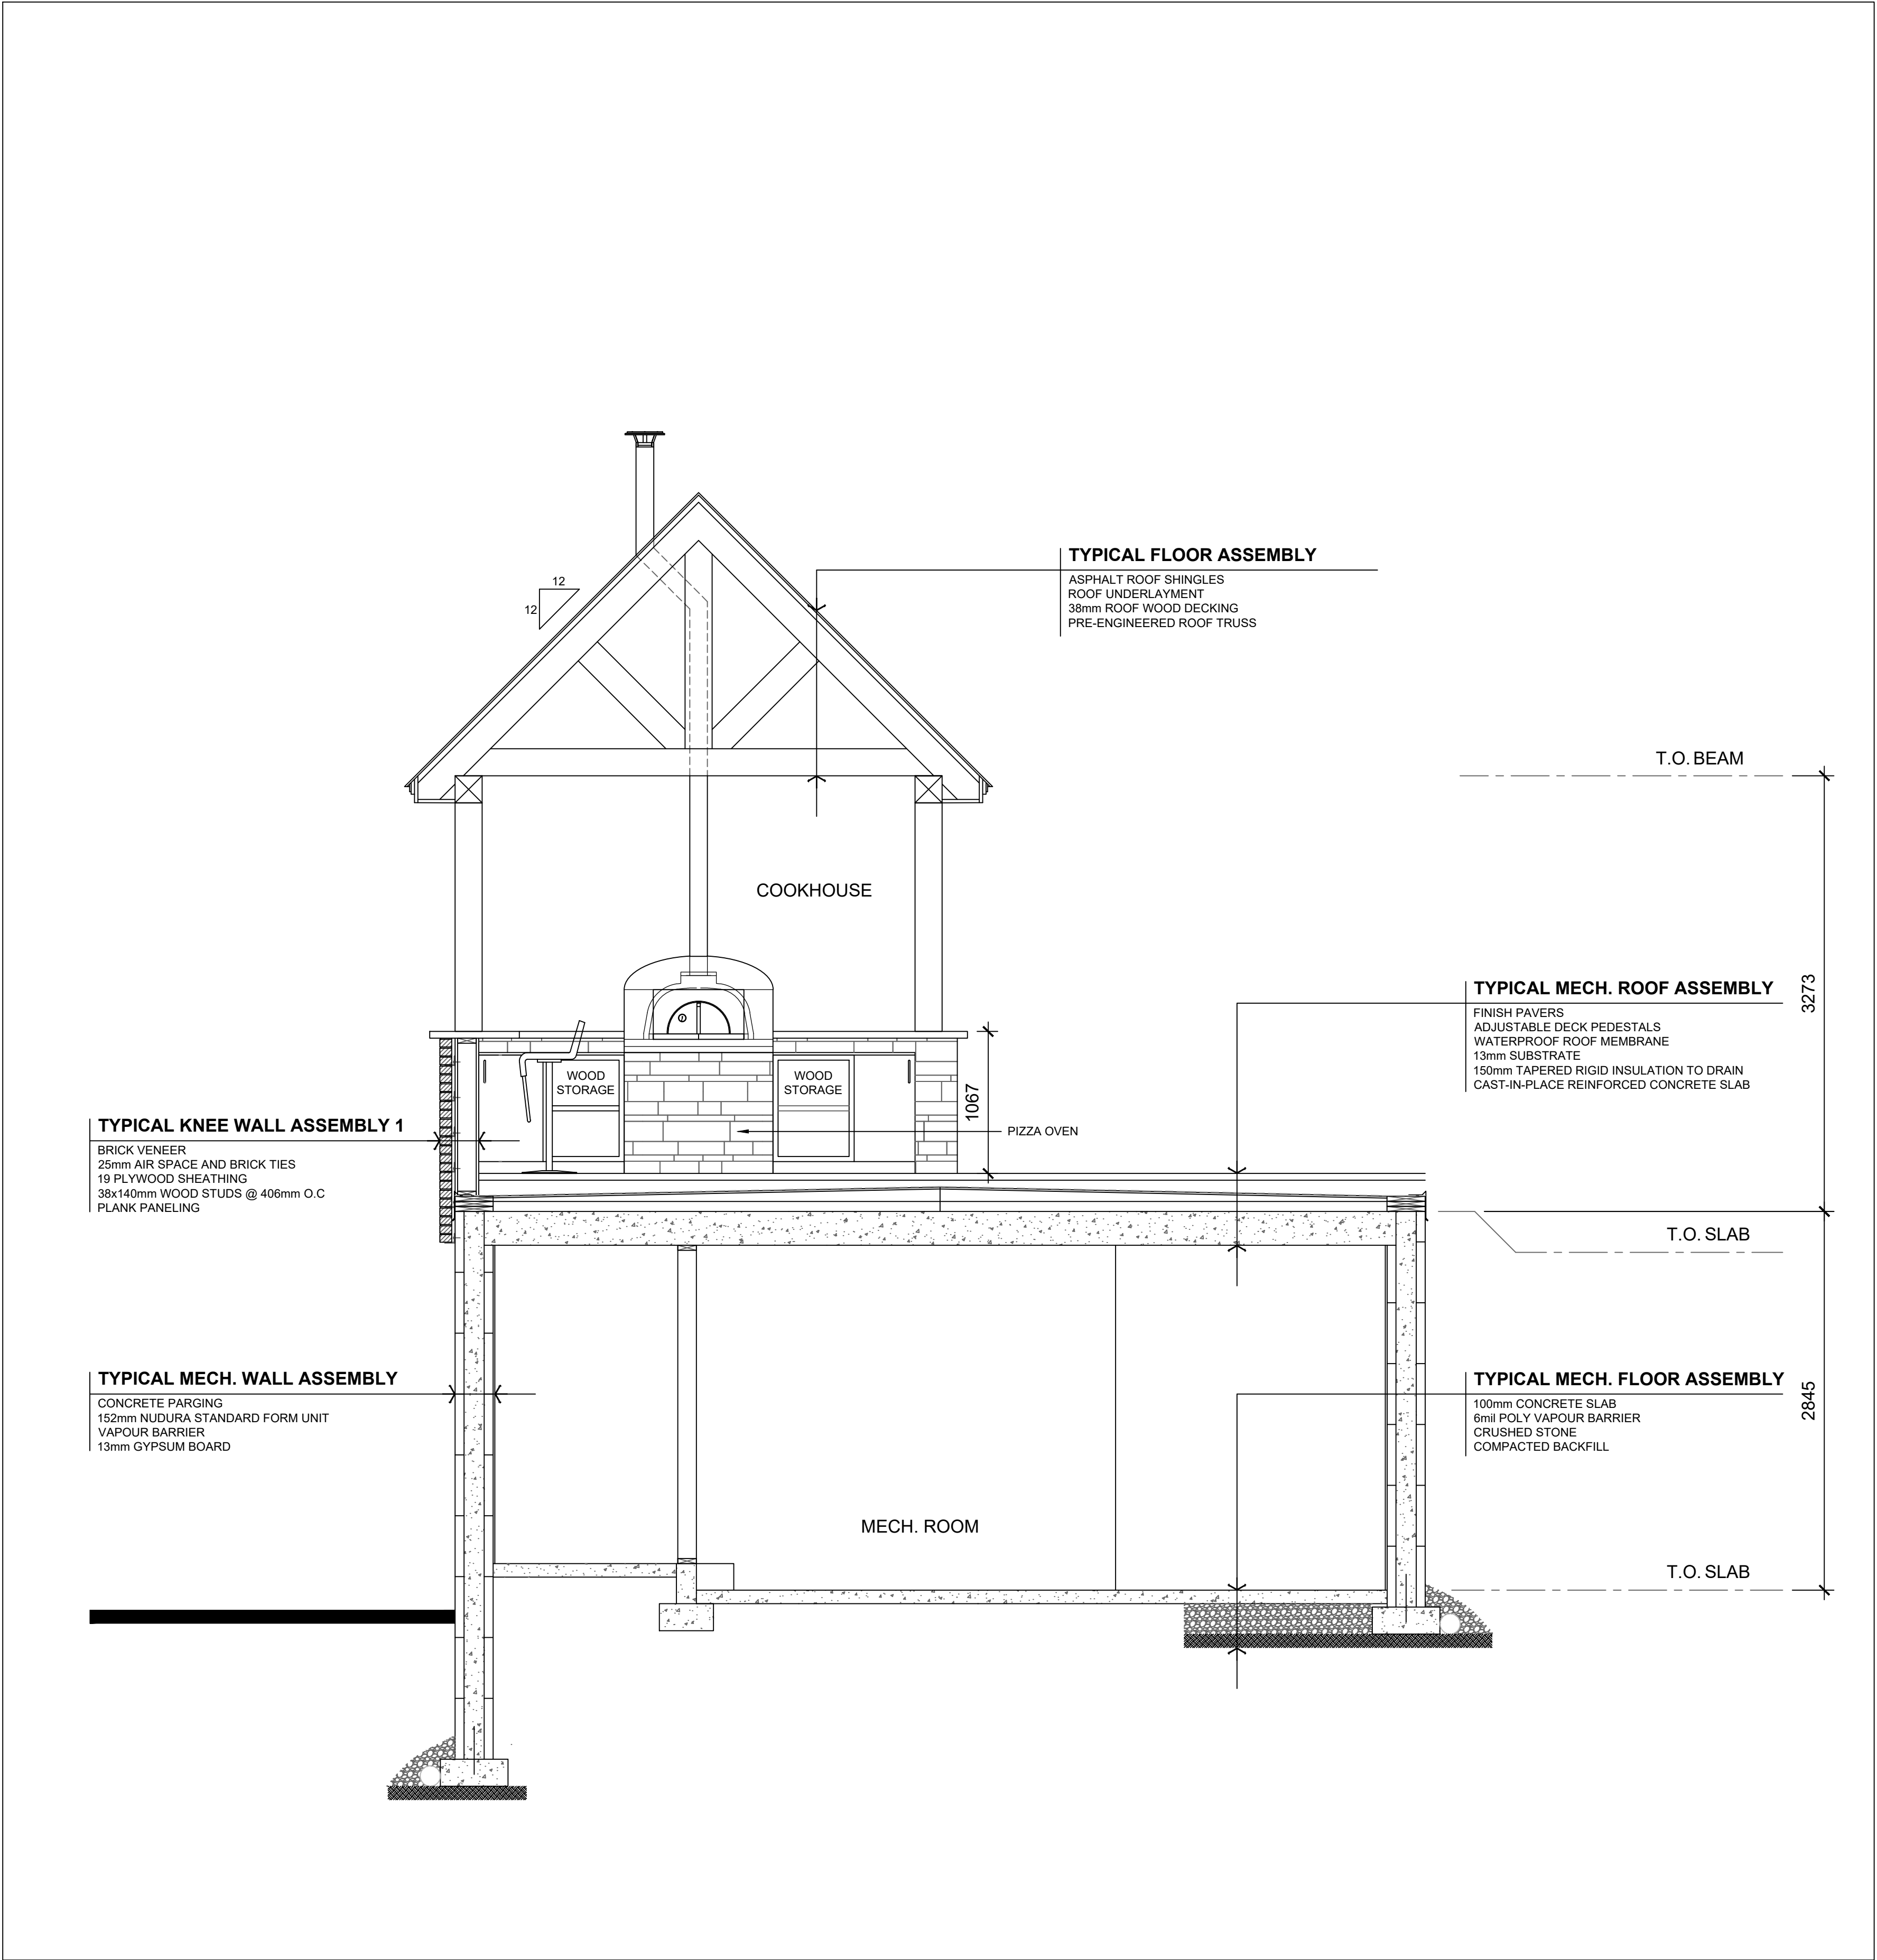 12
12
TYPICAL FLOOR ASSEMBLY
ASPHALT ROOF SHINGLES
ROOF UNDERLAYMENT
38mm ROOF WOOD DECKING
PRE-ENGINEERED ROOF TRUSS
T.O. BEAM
COOKHOUSE
3273
TYPICAL MECH. ROOF ASSEMBLY
FINISH PAVERS
ADJUSTABLE DECK PEDESTALS
WATERPROOF ROOF MEMBRANE
13mm SUBSTRATE
150mm TAPERED RIGID INSULATION TO DRAIN
CAST-IN-PLACE REINFORCED CONCRETE SLAB
WOOD
STORAGE
WOOD
STORAGE
1067
PIZZA OVEN
TYPICAL KNEE WALL ASSEMBLY 1
BRICK VENEER
25mm AIR SPACE AND BRICK TIES
19 PLYWOOD SHEATHING
38x140mm WOOD STUDS @ 406mm O.C
PLANK PANELING
T.O. SLAB
TYPICAL MECH. WALL ASSEMBLY
CONCRETE PARGING
152mm NUDURA STANDARD FORM UNIT
VAPOUR BARRIER
13mm GYPSUM BOARD
TYPICAL MECH. FLOOR ASSEMBLY
100mm CONCRETE SLAB
6mil POLY VAPOUR BARRIER
CRUSHED STONE
COMPACTED BACKFILL
2845
MECH. ROOM
T.O. SLAB